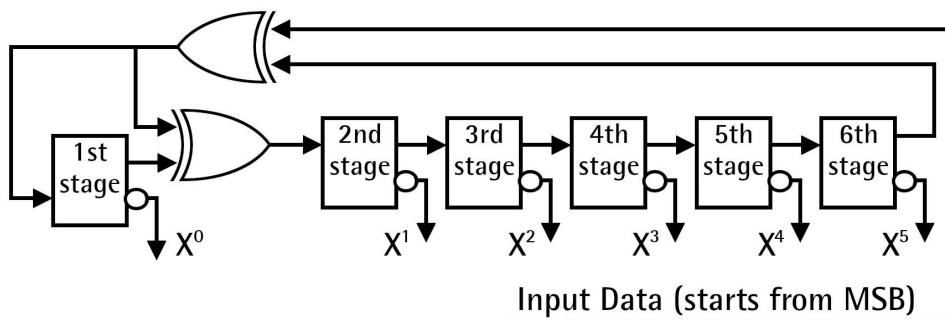 1st
stage
2nd
stage
3rd
stage
4th
stage
5th
stage
6th
stage
X⁰
X¹
X²
X³
X⁴
X⁵
Input Data (starts from MSB)